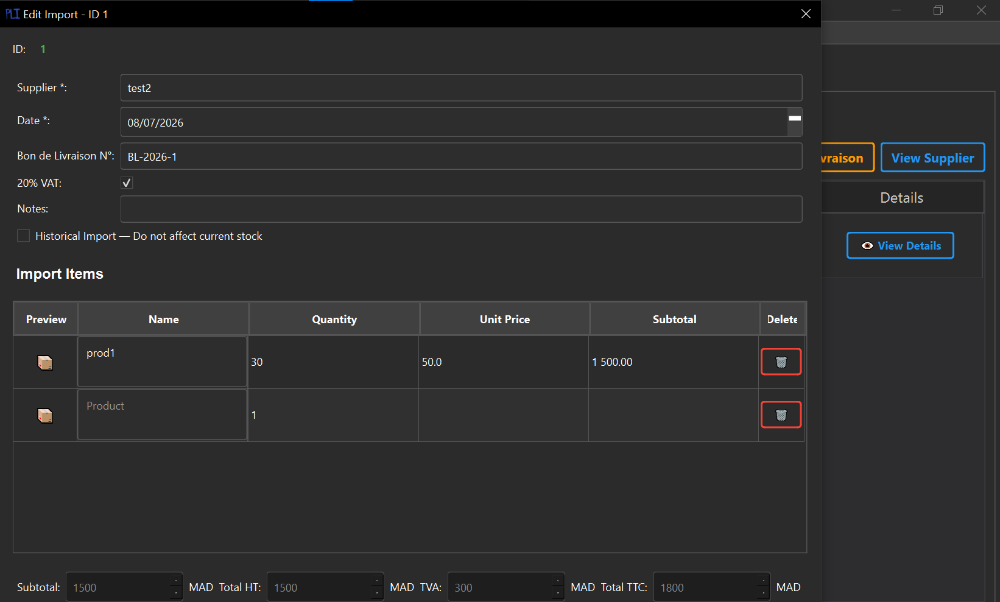 PLI Edit Import - ID 1
ID: 1
Supplier *: test2
Date *: 08/07/2026
Bon de Livraison N°: BL-2026-1
vraison View Supplier
20% VAT:
Notes:
Details
Historical Import — Do not affect current stock
View Details
Import Items
Preview Name Quantity Unit Price Subtotal Delete
prod1 30 50.0 1 500.00
Product 1
Subtotal: 1500 MAD Total HT: 1500 MAD TVA: 300 MAD Total TTC: 1800 MAD